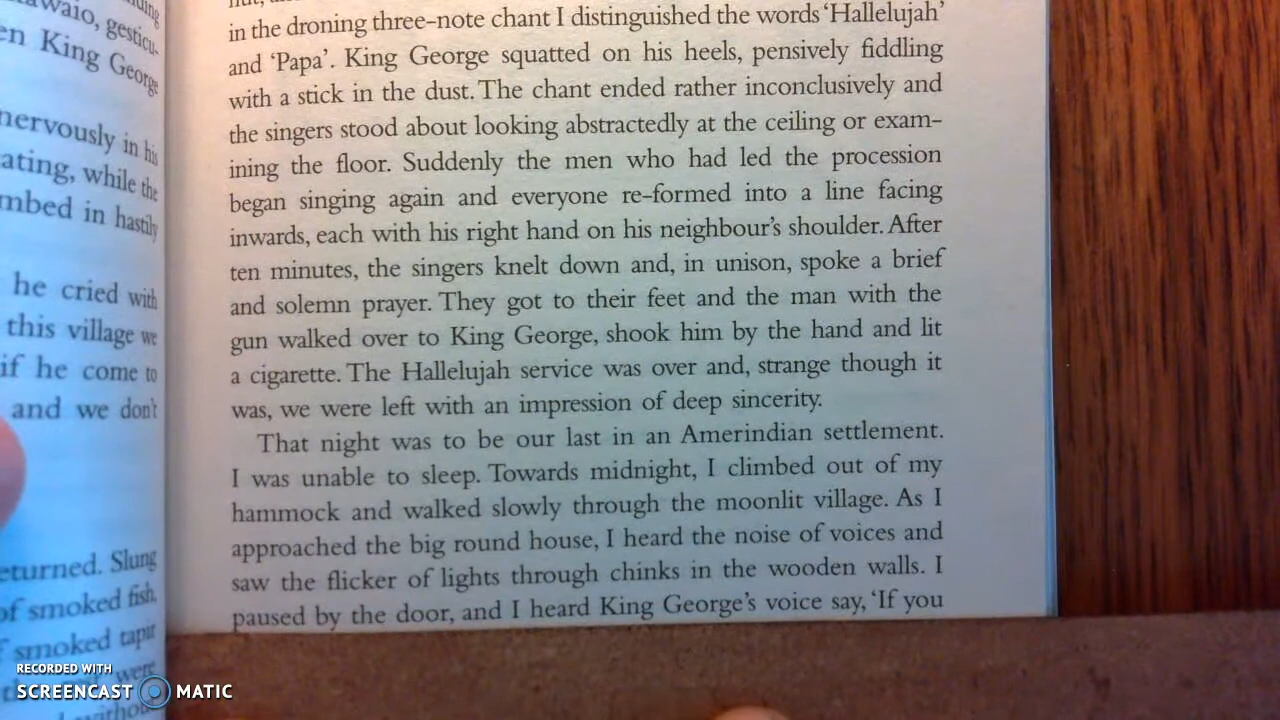 awaio, gesticu-
en King George
nervously in his
ating, while the
mbed in hastily
he cried with
this village we
if he come to
and we don't
eturned. Slung
of smoked fish,
smoked tapir
were
in the droning three-note chant I distinguished the words ‘Hallelujah’
and ‘Papa’. King George squatted on his heels, pensively fiddling
with a stick in the dust. The chant ended rather inconclusively and
the singers stood about looking abstractedly at the ceiling or exam-
ining the floor. Suddenly the men who had led the procession
began singing again and everyone re-formed into a line facing
inwards, each with his right hand on his neighbour’s shoulder. After
ten minutes, the singers knelt down and, in unison, spoke a brief
and solemn prayer. They got to their feet and the man with the
gun walked over to King George, shook him by the hand and lit
a cigarette. The Hallelujah service was over and, strange though it
was, we were left with an impression of deep sincerity.
That night was to be our last in an Amerindian settlement.
I was unable to sleep. Towards midnight, I climbed out of my
hammock and walked slowly through the moonlit village. As I
approached the big round house, I heard the noise of voices and
saw the flicker of lights through chinks in the wooden walls. I
paused by the door, and I heard King George’s voice say, ‘If you
RECORDED WITH
SCREENCAST MATIC